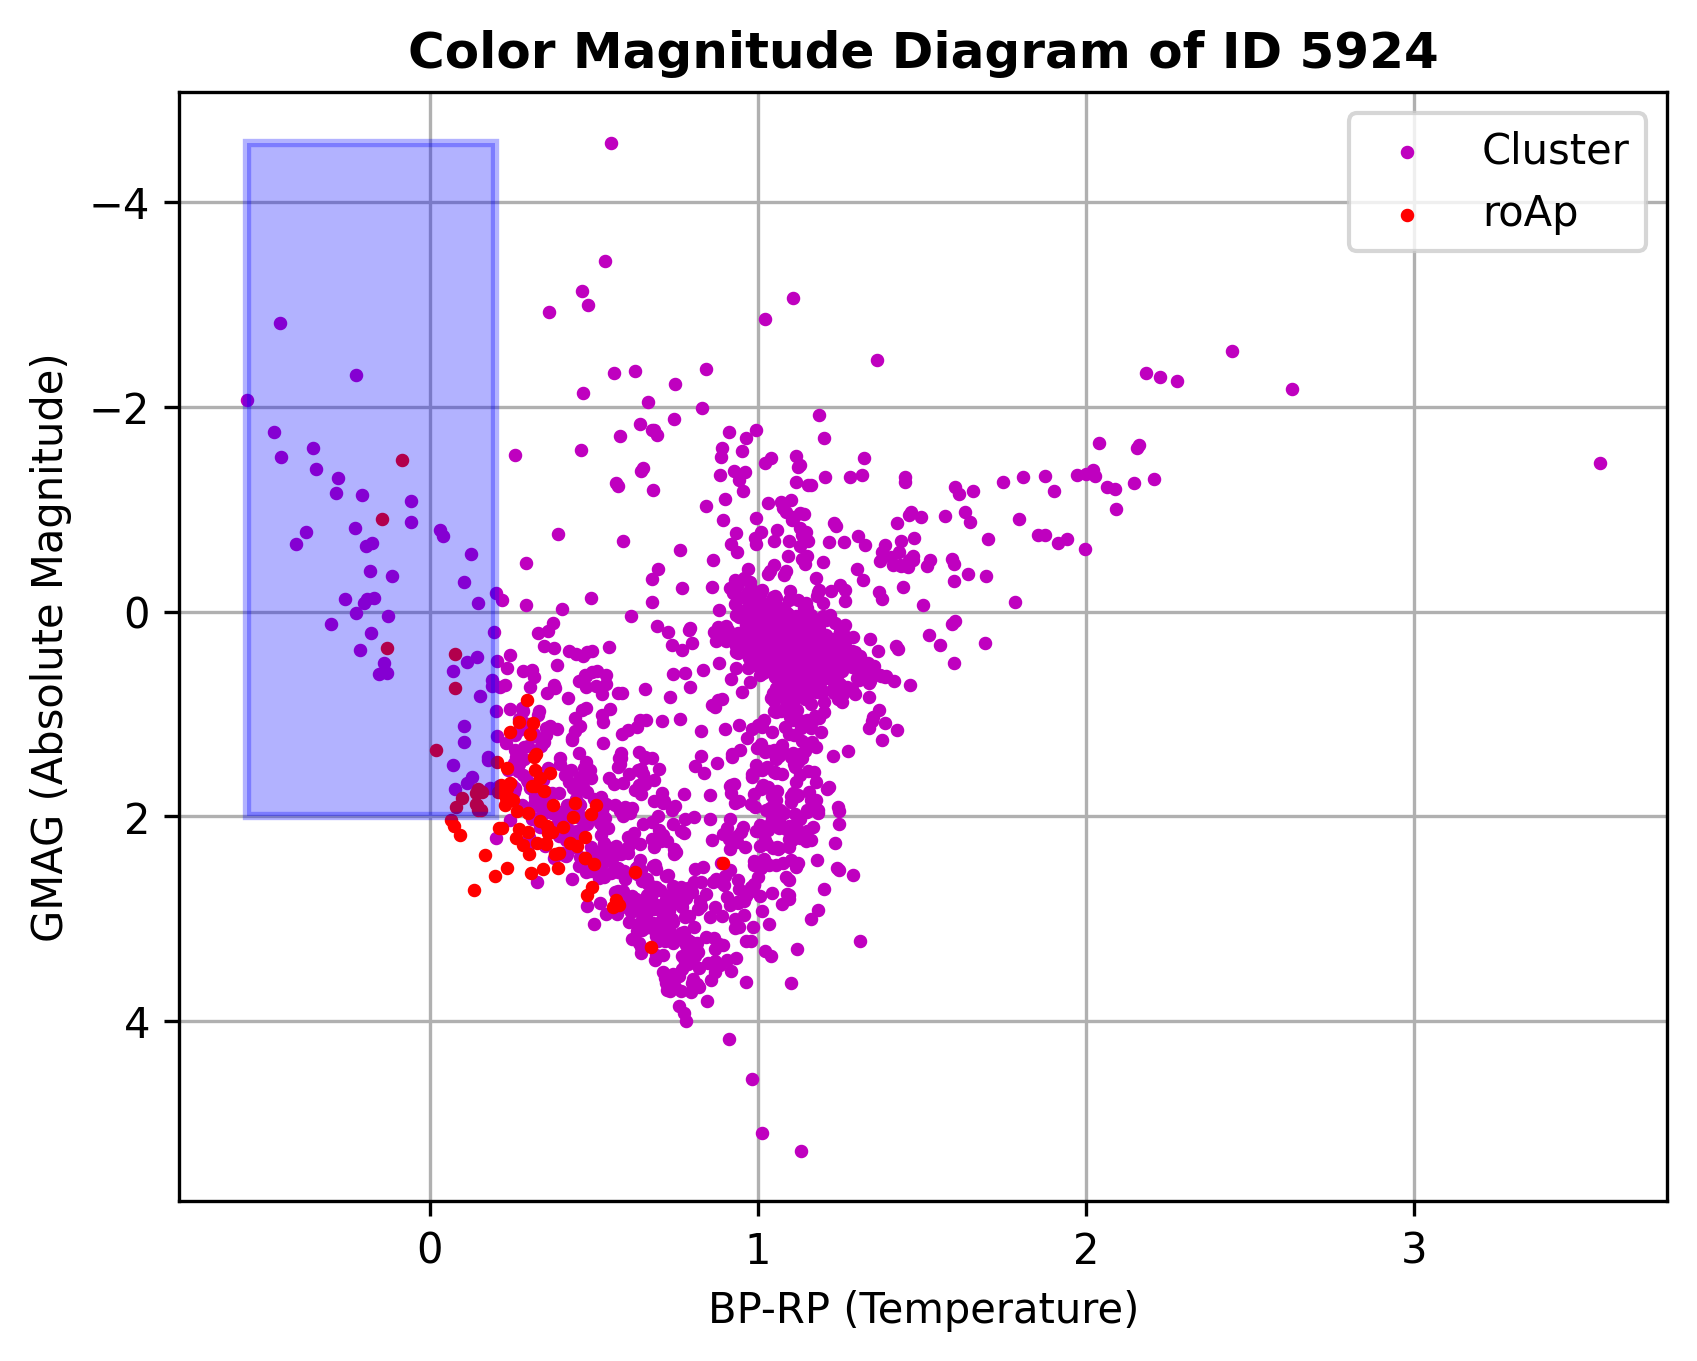 Color Magnitude Diagram of ID 5924
Cluster
roAp
GMAG (Absolute Magnitude)
−4
−2
0
2
4
0 1 2 3
BP-RP (Temperature)